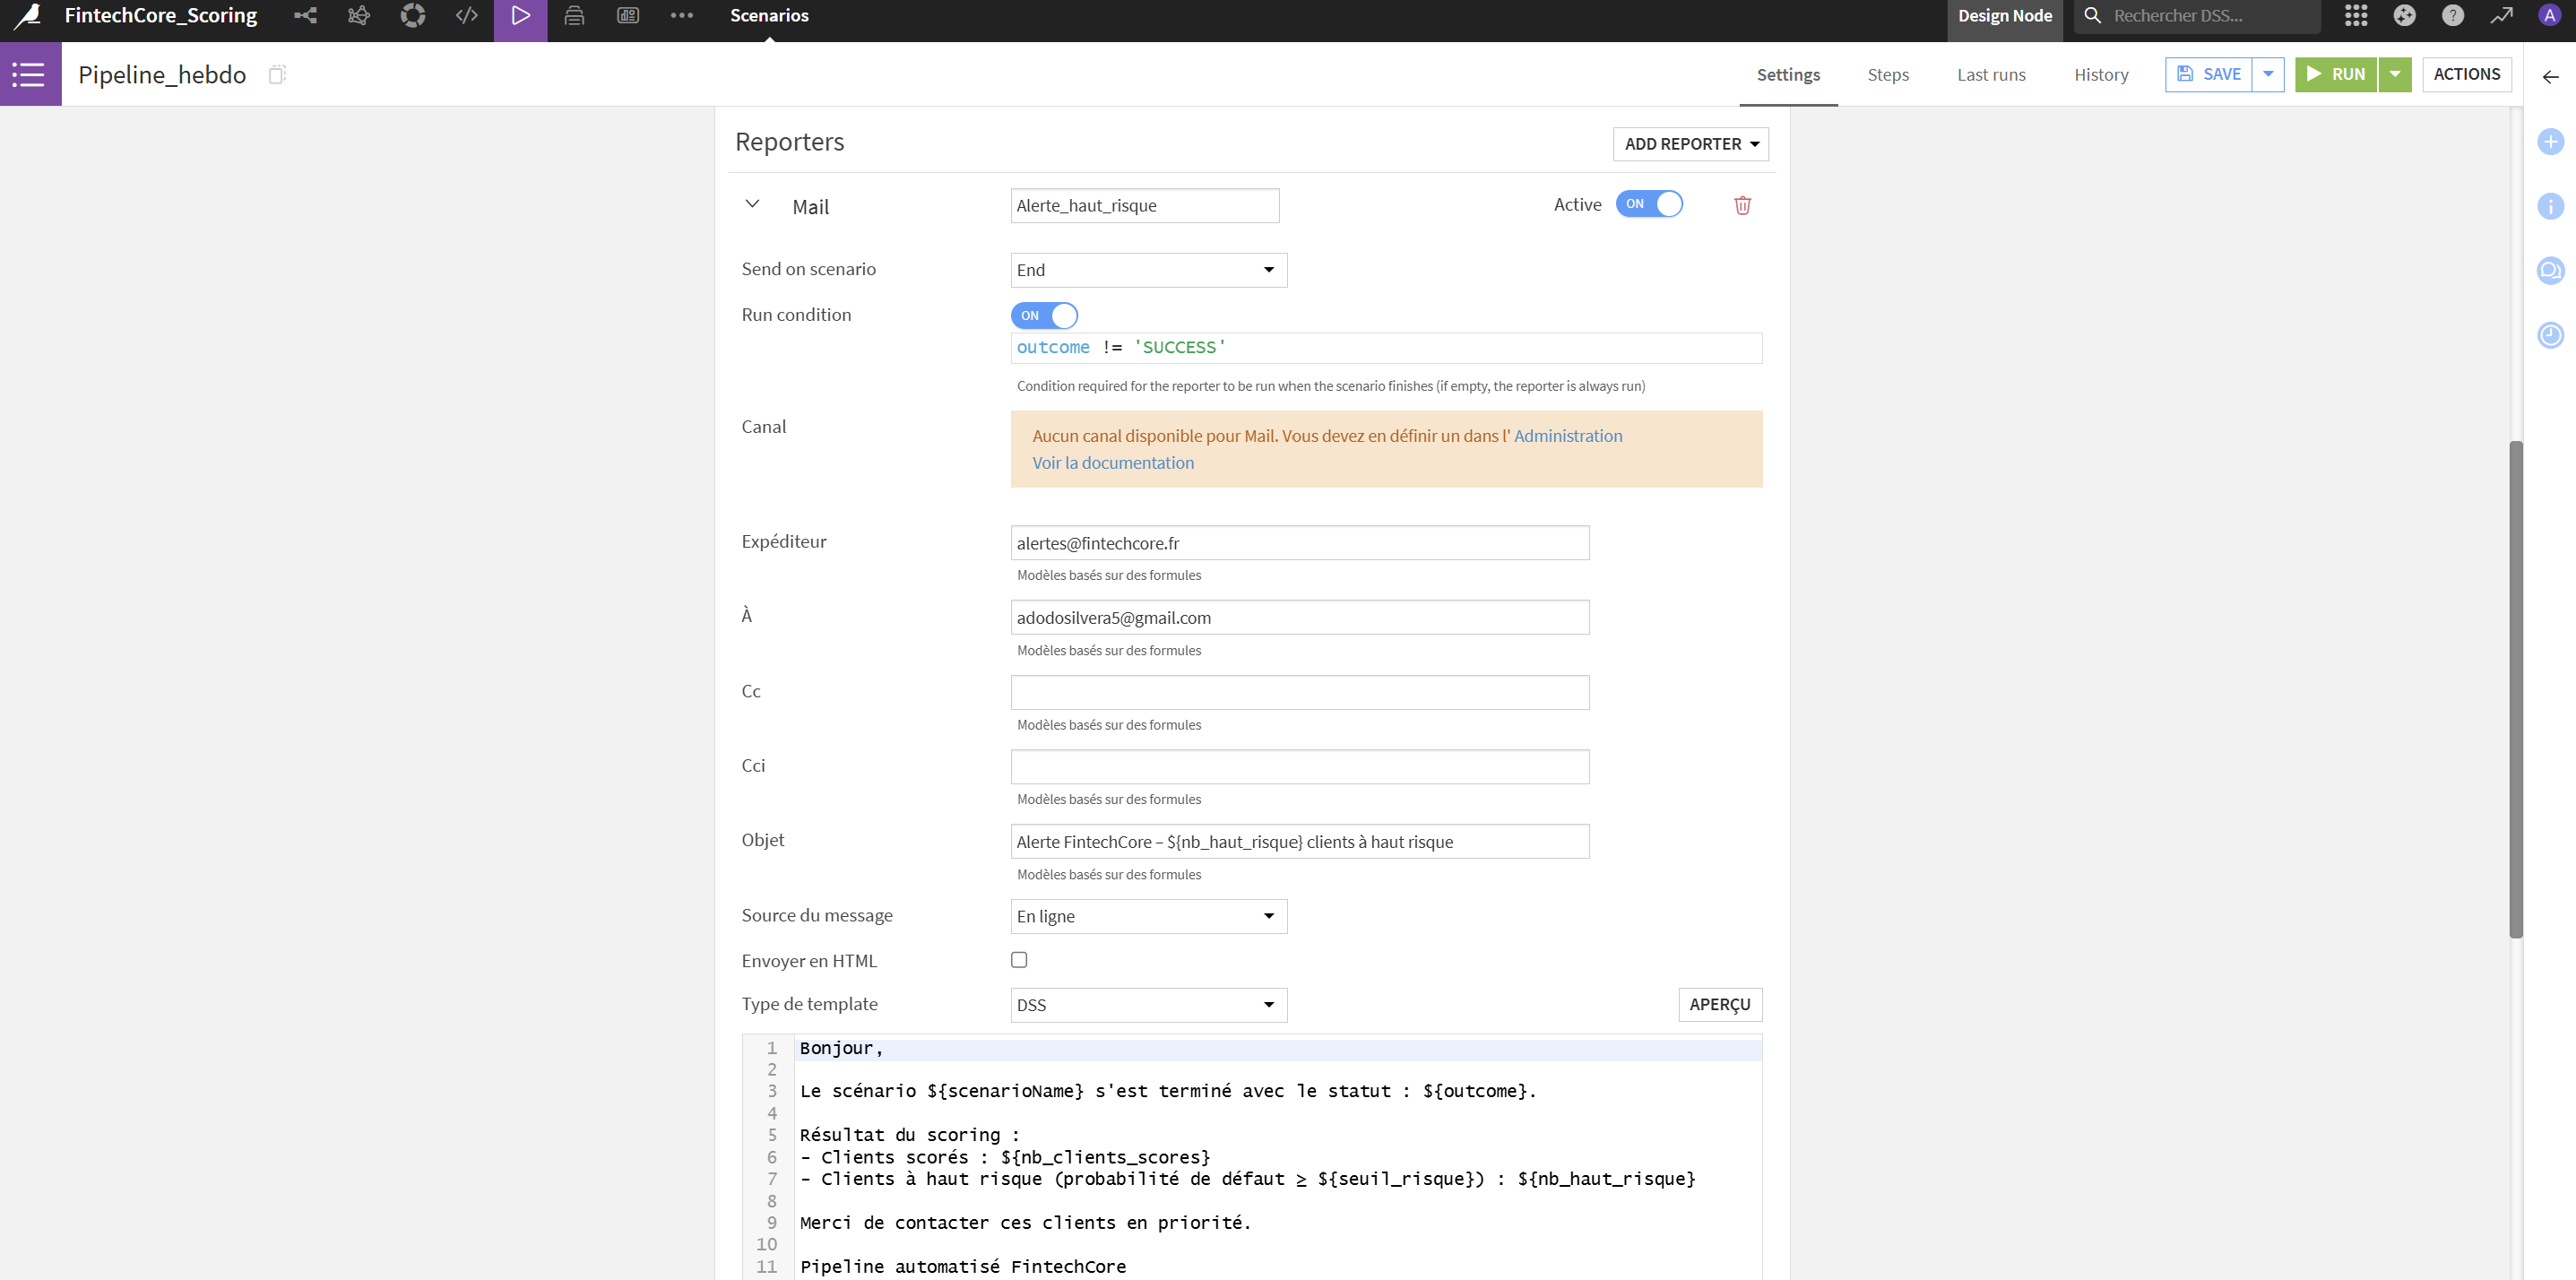 FintechCore_Scoring
Scenarios
Design Node
Rechercher DSS...
A
Pipeline_hebdo
Settings
Steps
Last runs
History
SAVE
RUN
ACTIONS
Reporters
ADD REPORTER
Mail
Alerte_haut_risque
Active
ON
Send on scenario
End
Run condition
ON
outcome != 'SUCCESS'
Condition required for the reporter to be run when the scenario finishes (if empty, the reporter is always run)
Canal
Aucun canal disponible pour Mail. Vous devez en définir un dans l' Administration
Voir la documentation
Expéditeur
alertes@fintechcore.fr
Modèles basés sur des formules
À
adodosilvera5@gmail.com
Modèles basés sur des formules
Cc
Modèles basés sur des formules
Cci
Modèles basés sur des formules
Objet
Alerte FintechCore – ${nb_haut_risque} clients à haut risque
Modèles basés sur des formules
Source du message
En ligne
Envoyer en HTML
Type de template
DSS
APERÇU
1 Bonjour,
2
3 Le scénario ${scenarioName} s'est terminé avec le statut : ${outcome}.
4
5 Résultat du scoring :
6 - Clients scorés : ${nb_clients_scores}
7 - Clients à haut risque (probabilité de défaut ≥ ${seuil_risque}) : ${nb_haut_risque}
8
9 Merci de contacter ces clients en priorité.
10
11 Pipeline automatisé FintechCore